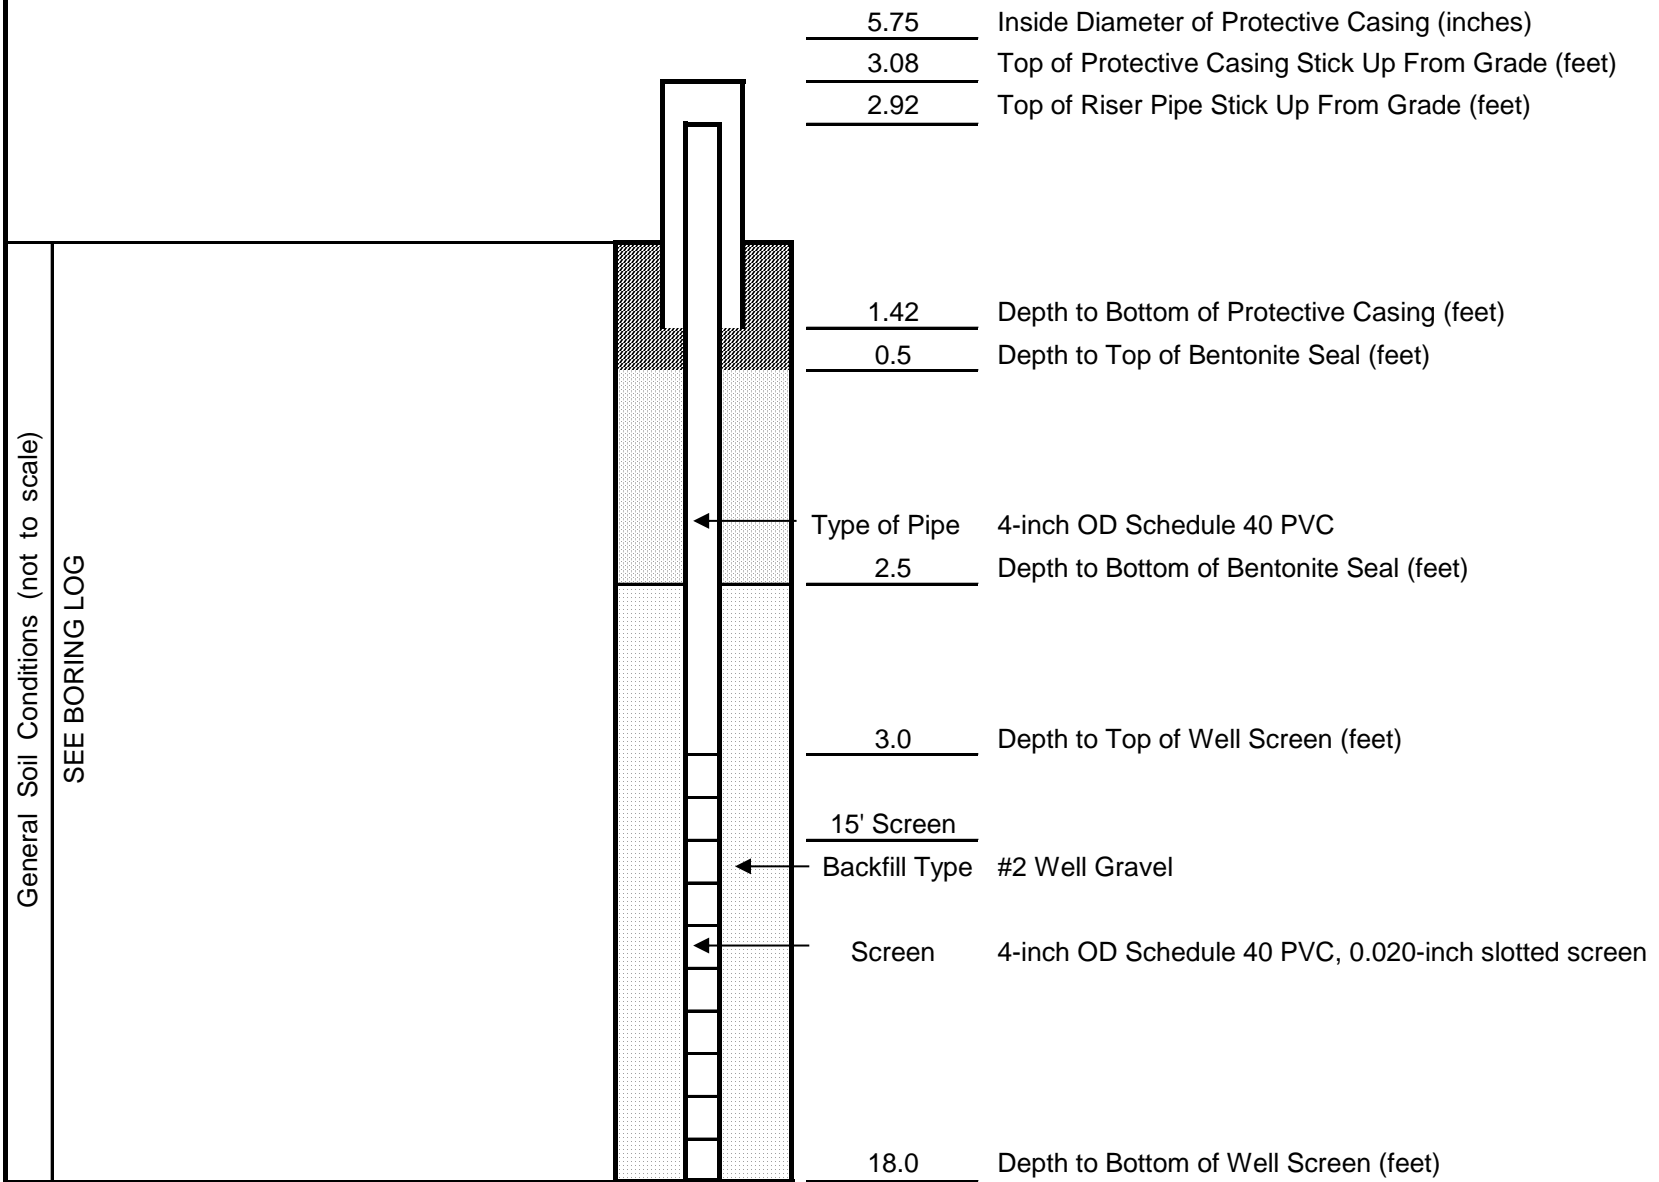 5.75 Inside Diameter of Protective Casing (inches)
3.08 Top of Protective Casing Stick Up From Grade (feet)
2.92 Top of Riser Pipe Stick Up From Grade (feet)
1.42 Depth to Bottom of Protective Casing (feet)
0.5 Depth to Top of Bentonite Seal (feet)
General Soil Conditions (not to scale)
SEE BORING LOG
Type of Pipe 4-inch OD Schedule 40 PVC
2.5 Depth to Bottom of Bentonite Seal (feet)
3.0 Depth to Top of Well Screen (feet)
15' Screen
Backfill Type #2 Well Gravel
Screen 4-inch OD Schedule 40 PVC, 0.020-inch slotted screen
18.0 Depth to Bottom of Well Screen (feet)